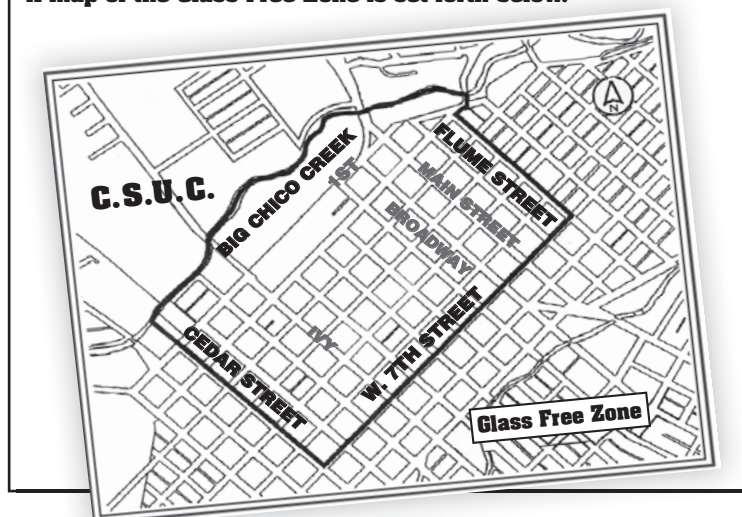 A map of the Glass Free Zone is set forth below.
A
N
FLUME STREET
C.S.U.C.
BIG CHICO CREEK
1ST
MAIN STREET
BROADWAY
IVY
CEDAR STREET
W. 7TH STREET
Glass Free Zone